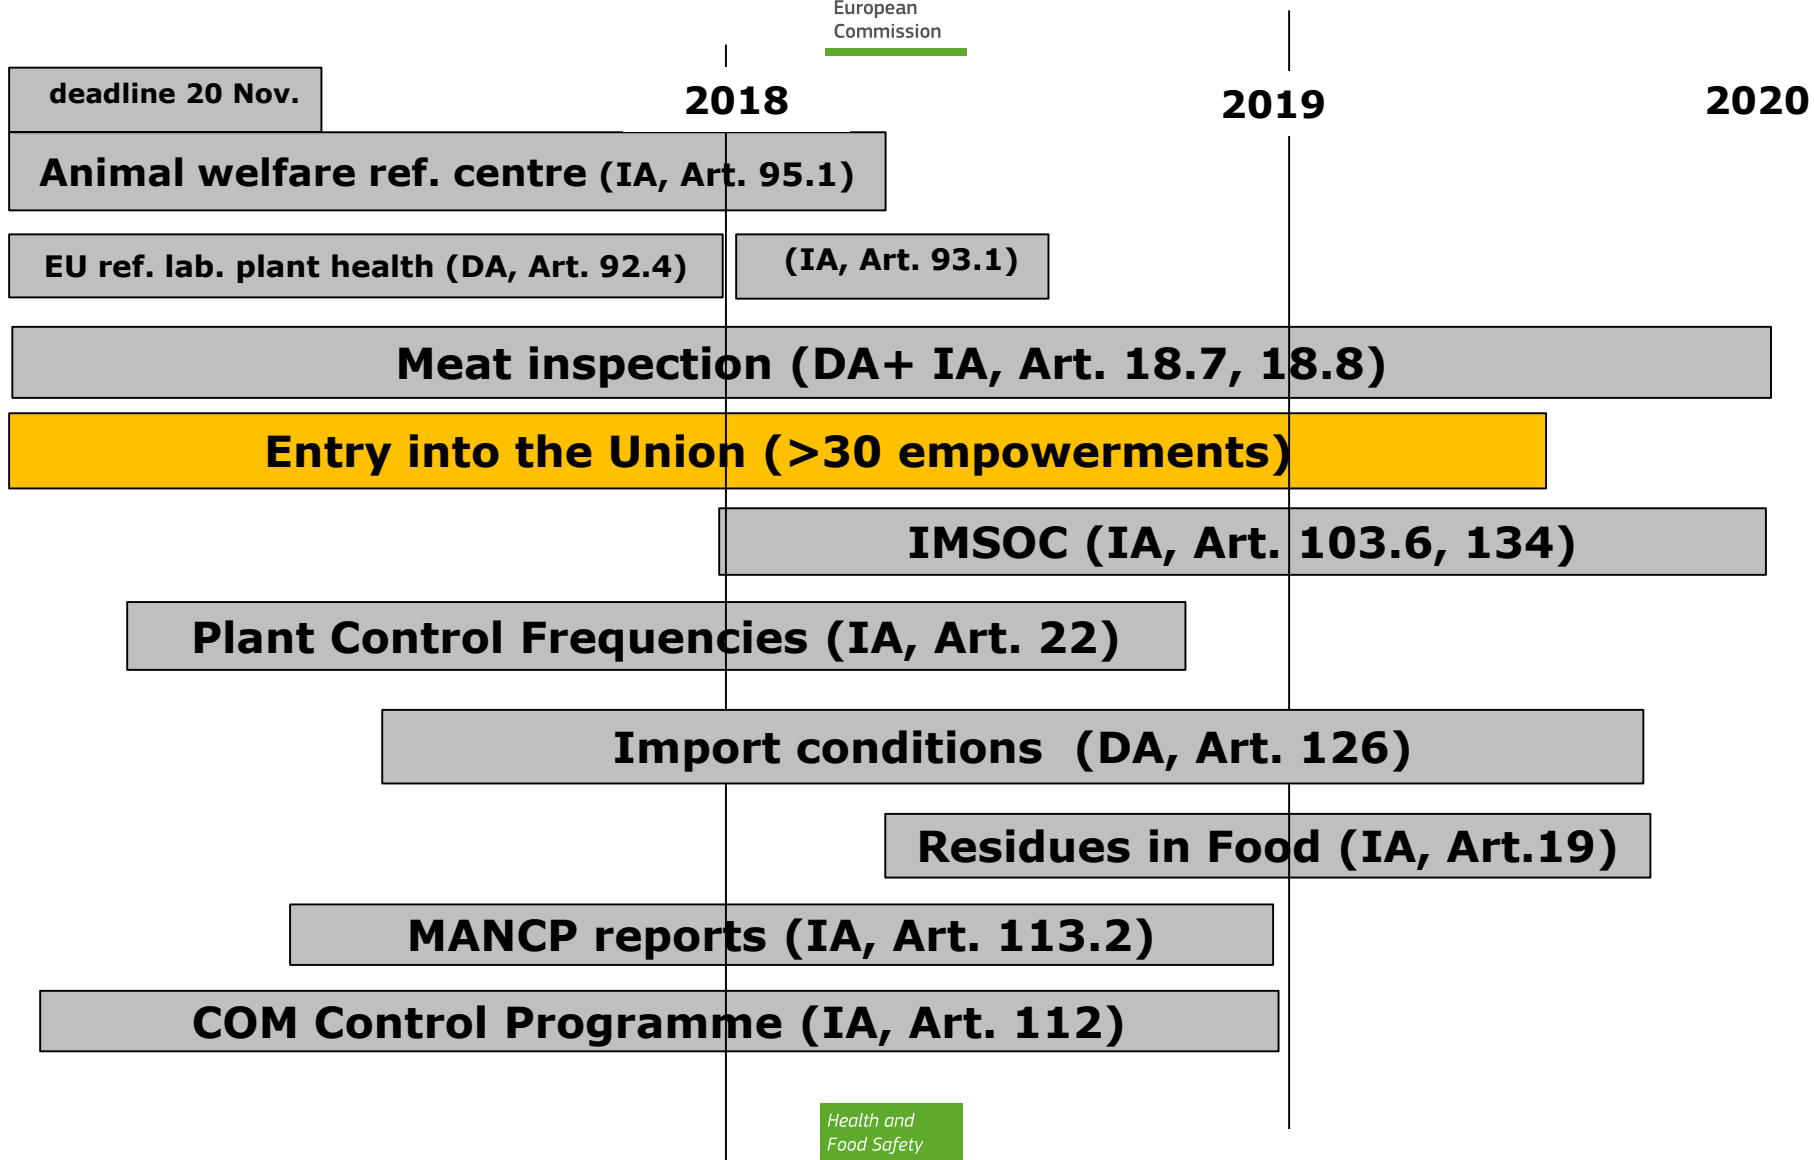 European
Commission
deadline 20 Nov.
2018
2019
2020
Animal welfare ref. centre (IA, Art. 95.1)
EU ref. lab. plant health (DA, Art. 92.4)
(IA, Art. 93.1)
Meat inspection (DA+ IA, Art. 18.7, 18.8)
Entry into the Union (>30 empowerments)
IMSOC (IA, Art. 103.6, 134)
Plant Control Frequencies (IA, Art. 22)
Import conditions  (DA, Art. 126)
Residues in Food (IA, Art.19)
MANCP reports (IA, Art. 113.2)
COM Control Programme (IA, Art. 112)
Health and
Food Safety